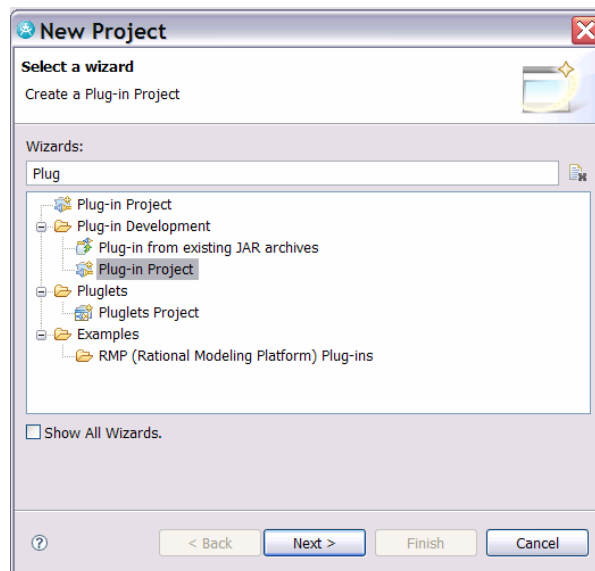 New Project
Select a wizard
Create a Plug-in Project
Wizards:
Plug
Plug-in Project
Plug-in Development
Plug-in from existing JAR archives
Plug-in Project
Pluglets
Pluglets Project
Examples
RMP (Rational Modeling Platform) Plug-ins
Show All Wizards.
? < Back Next > Finish Cancel